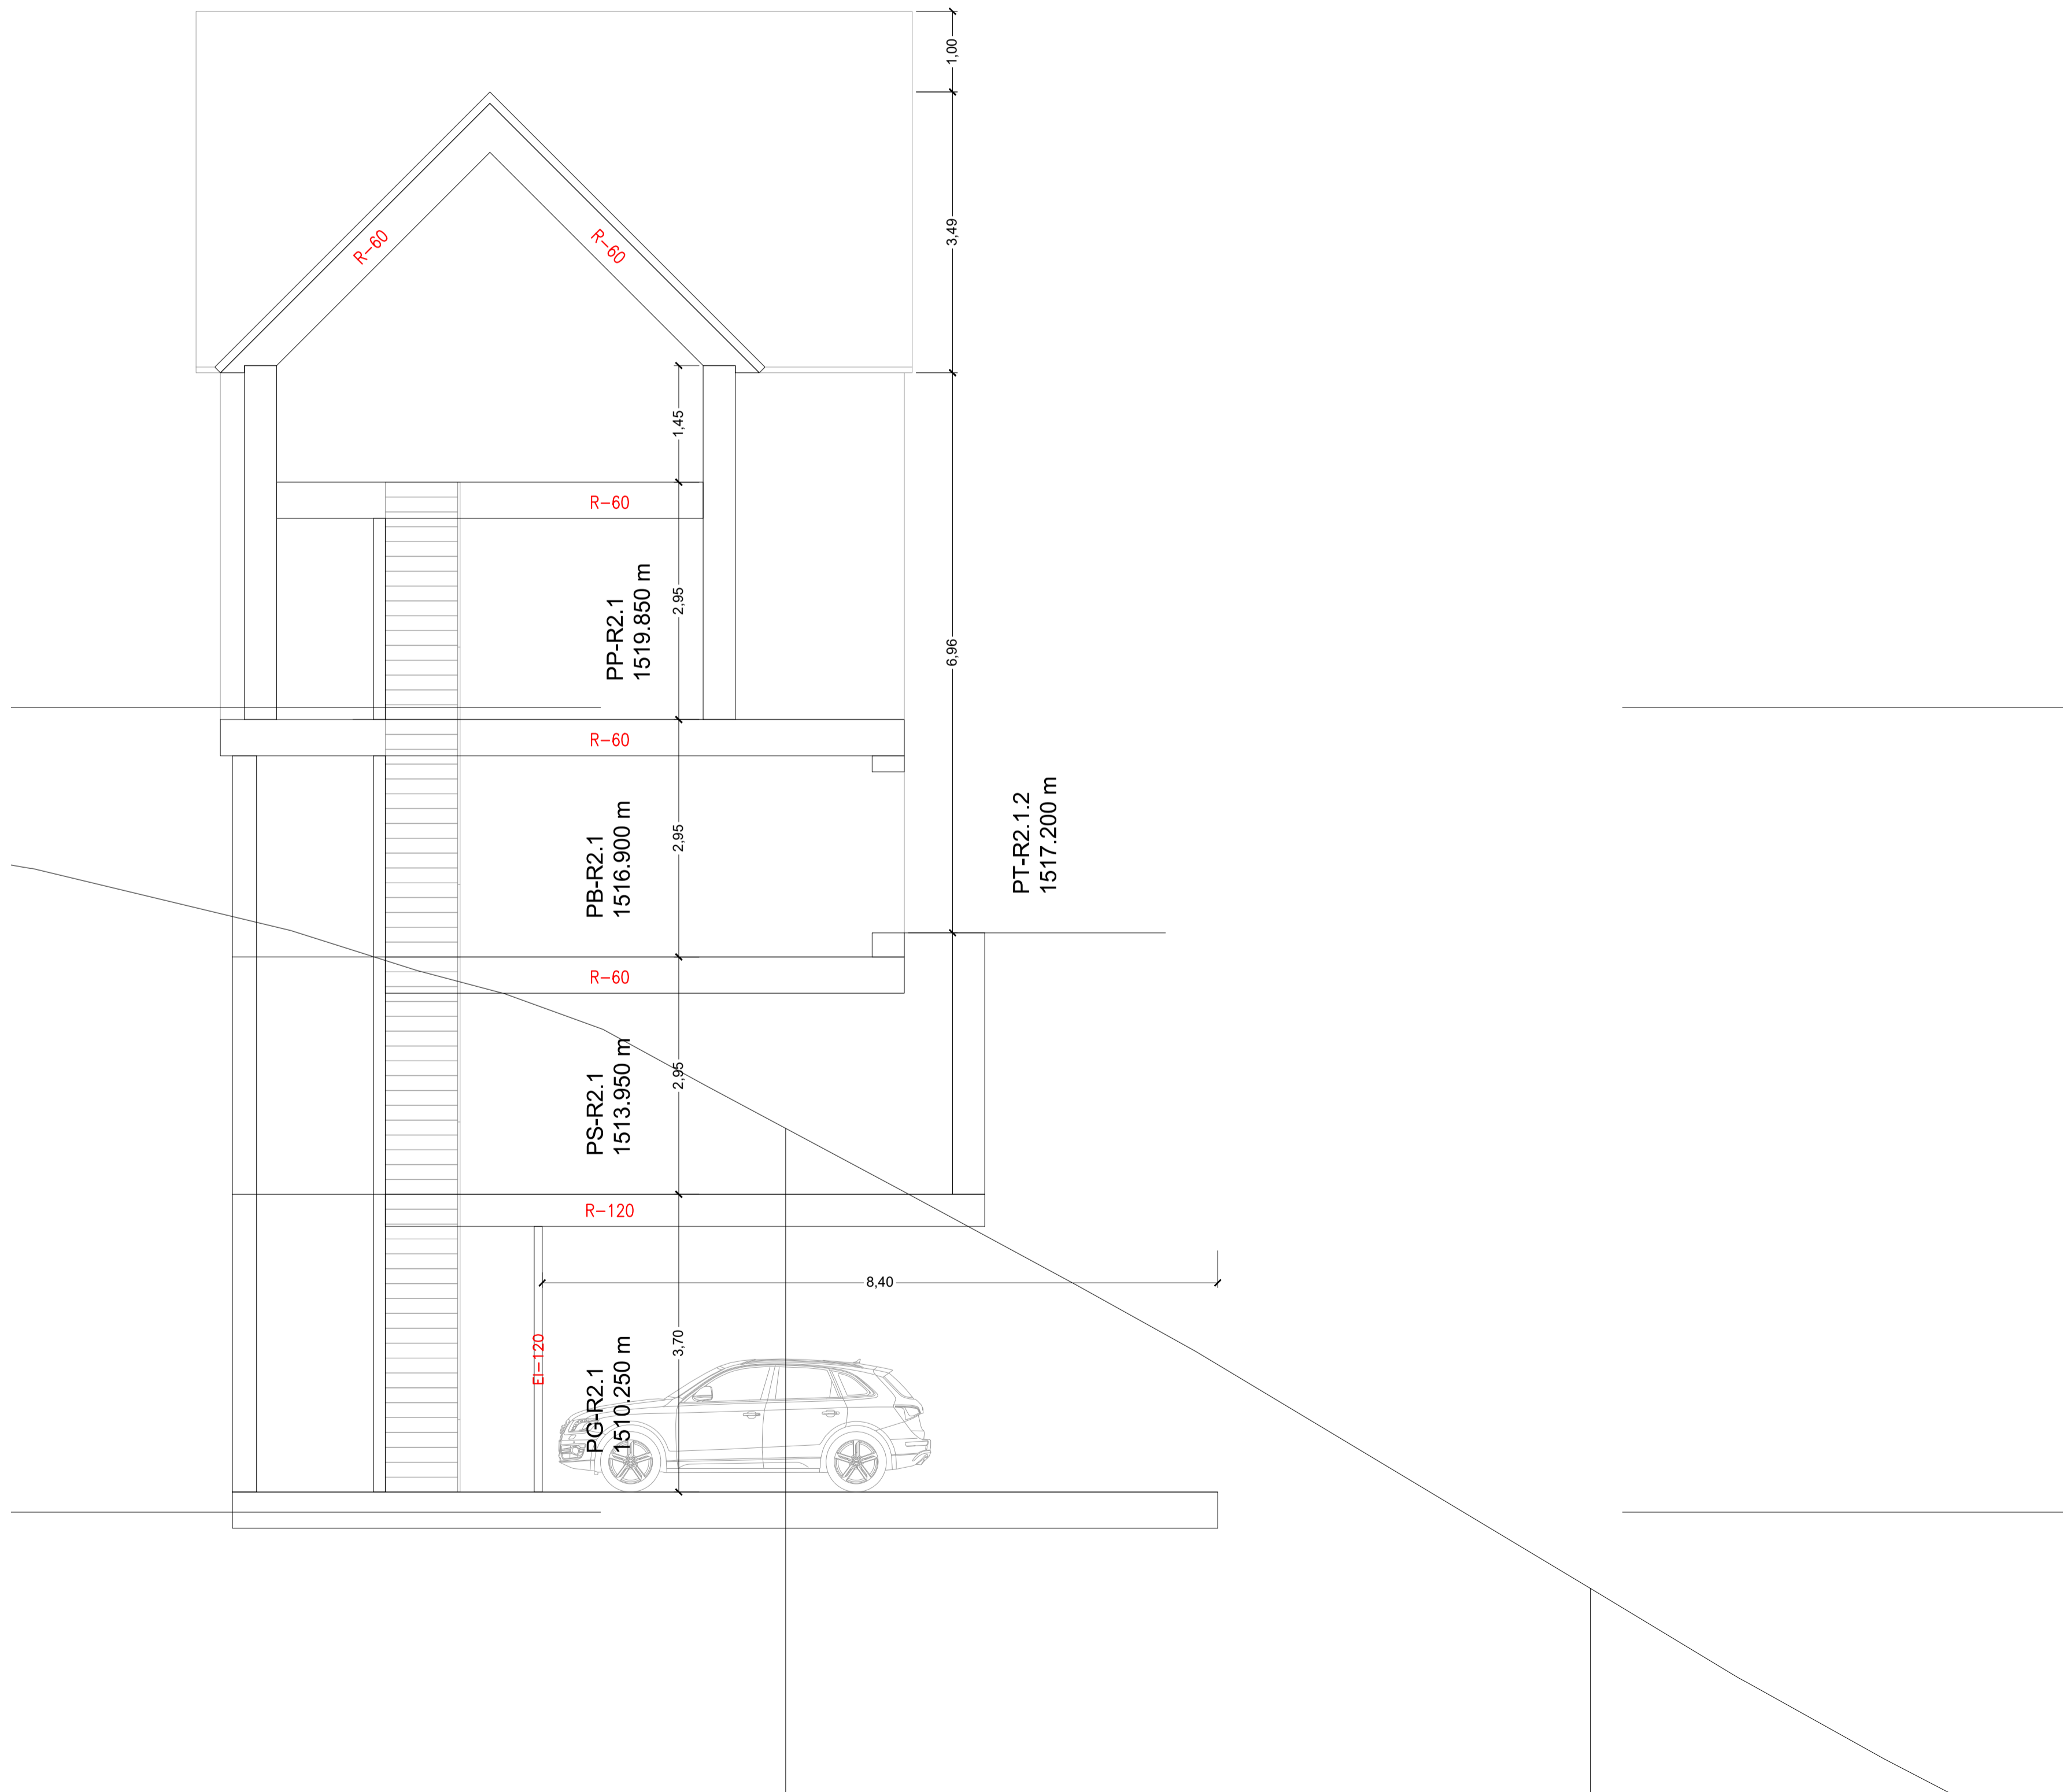 1,00
3,49
R-60
R-60
1,45
R-60
PP-R2.1
1519.850 m
2,95
6,96
R-60
PB-R2.1
1516.900 m
2,95
PT-R2.1.2
1517.200 m
R-60
PS-R2.1
1513.950 m
2,95
R-120
8,40
EI-120
PG-R2.1
1510.250 m
3,70